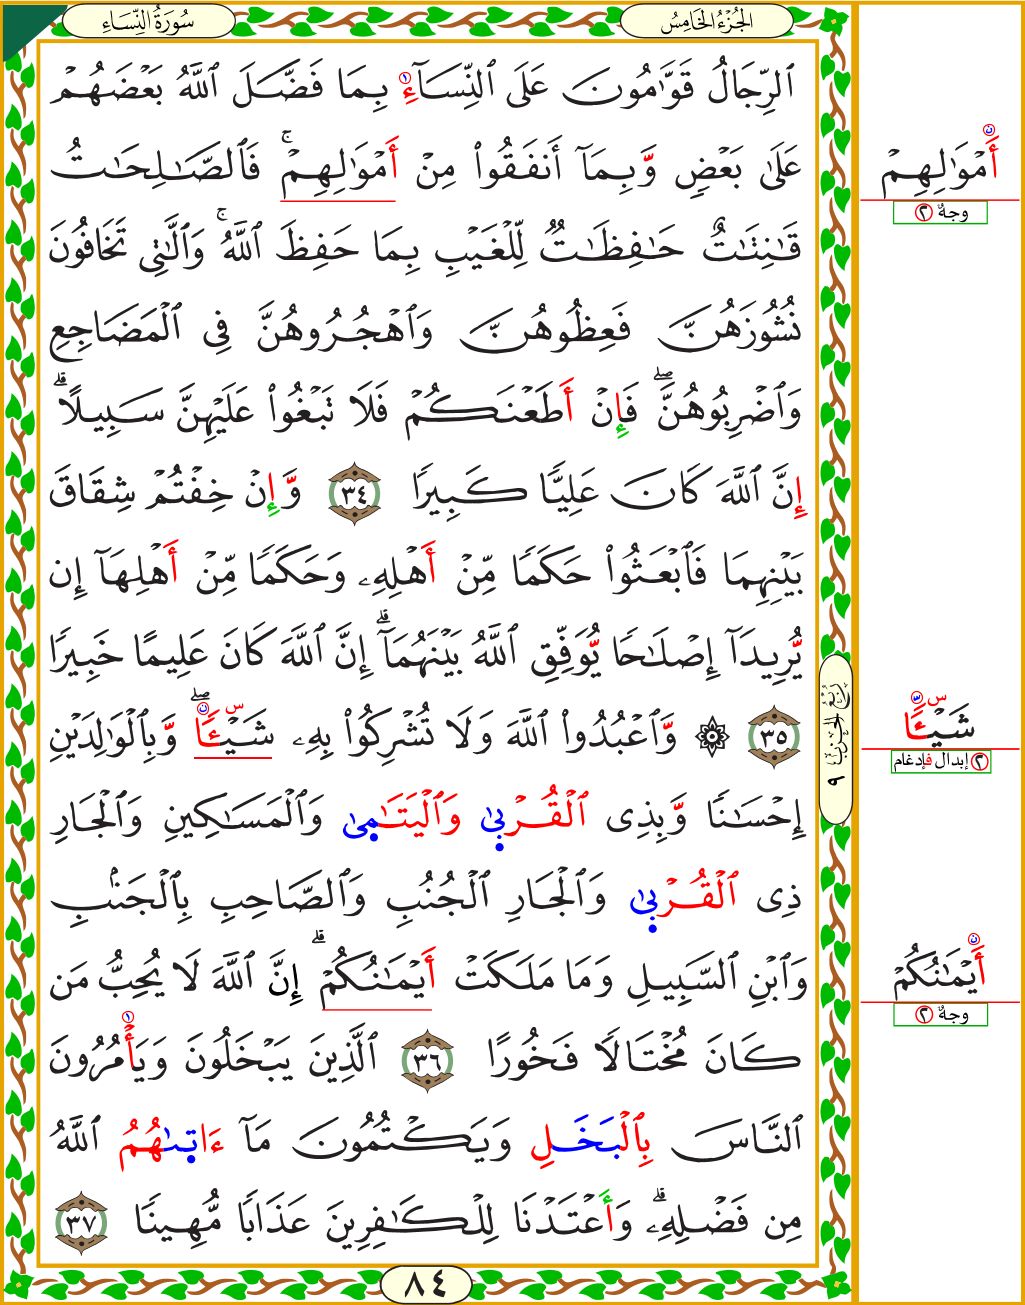 سُورَةُ النِّسَاءِ
الجُزْءُ الخَامِسُ
ٱلرِّجَالُ قَوَّٰمُونَ عَلَى ٱلنِّسَآءِ بِمَا فَضَّلَ ٱللَّهُ بَعْضَهُمْ
عَلَىٰ بَعْضٍ وَّبِمَآ أَنفَقُوا۟ مِنْ أَمْوَٰلِهِمْ ۚ فَٱلصَّٰلِحَٰتُ
قَٰنِتَٰتٌ حَٰفِظَٰتٌ لِّلْغَيْبِ بِمَا حَفِظَ ٱللَّهُ ۚ وَٱلَّٰتِى تَخَافُونَ
نُشُوزَهُنَّ فَعِظُوهُنَّ وَٱهْجُرُوهُنَّ فِى ٱلْمَضَاجِعِ
وَٱضْرِبُوهُنَّ ۖ فَإِنْ أَطَعْنَكُمْ فَلَا تَبْغُوا۟ عَلَيْهِنَّ سَبِيلًا ۗ
إِنَّ ٱللَّهَ كَانَ عَلِيًّا كَبِيرًا ٣٤ وَّإِنْ خِفْتُمْ شِقَاقَ
بَيْنِهِمَا فَٱبْعَثُوا۟ حَكَمًا مِّنْ أَهْلِهِۦ وَحَكَمًا مِّنْ أَهْلِهَآ إِن
يُّرِيدَآ إِصْلَٰحًا يُّوَفِّقِ ٱللَّهُ بَيْنَهُمَآ ۗ إِنَّ ٱللَّهَ كَانَ عَلِيمًا خَبِيرًا
٣٥ ۞ وَّٱعْبُدُوا۟ ٱللَّهَ وَلَا تُشْرِكُوا۟ بِهِۦ شَيْـًٔا ۖ وَّبِٱلْوَٰلِدَيْنِ
إِحْسَٰنًا وَّبِذِى ٱلْقُرْبَىٰ وَٱلْيَتَٰمَىٰ وَٱلْمَسَٰكِينِ وَٱلْجَارِ
ذِى ٱلْقُرْبَىٰ وَٱلْجَارِ ٱلْجُنُبِ وَٱلصَّاحِبِ بِٱلْجَنۢبِ
وَٱبْنِ ٱلسَّبِيلِ وَمَا مَلَكَتْ أَيْمَٰنُكُمْ ۗ إِنَّ ٱللَّهَ لَا يُحِبُّ مَن
كَانَ مُخْتَالًا فَخُورًا ٣٦ ٱلَّذِينَ يَبْخَلُونَ وَيَأْمُرُونَ
ٱلنَّاسَ بِٱلْبَخَلِ وَيَكْتُمُونَ مَآ ءَاتَىٰهُمُ ٱللَّهُ
مِن فَضْلِهِۦ ۗ وَأَعْتَدْنَا لِلْكَٰفِرِينَ عَذَابًا مُّهِينًا ٣٧
٨٤
أَمْوَٰلِهِمْ
وجهٌ ٢
رُبْعُ الحِزْبِ ٩
شَيْـًٔا
٢ إبدال فإدغام
أَيْمَٰنُكُمْ
وجهٌ ٢